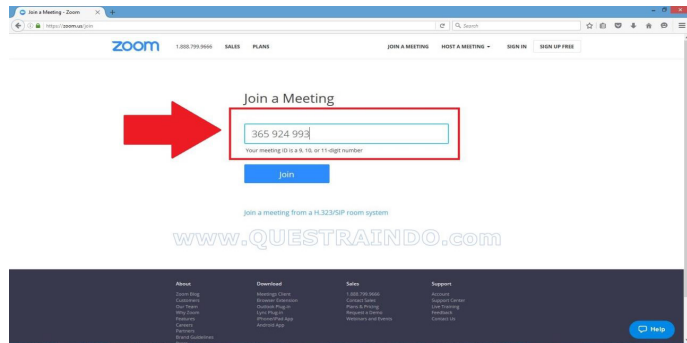 Join a Meeting - Zoom
https://zoom.us/join
Search
zoom
1.888.799.9666 SALES PLANS JOIN A MEETING HOST A MEETING SIGN IN SIGN UP FREE
Join a Meeting
365 924 993
Your meeting ID is a 9, 10, or 11-digit number
Join
Join a meeting from a H.323/SIP room system
www.QUESTRAINDO.com
About Download Sales Support
Zoom Blog Meetings Client 1.888.799.9666 Account
Customers Browser Extension Contact Sales Support Center
Our Team Outlook Plug-in Plans & Pricing Live Training
Why Zoom Lync Plug-in Request a Demo Feedback
Features iPhone/iPad App Webinars and Events Contact Us
Careers Android App
Partners
Brand Guidelines
Help